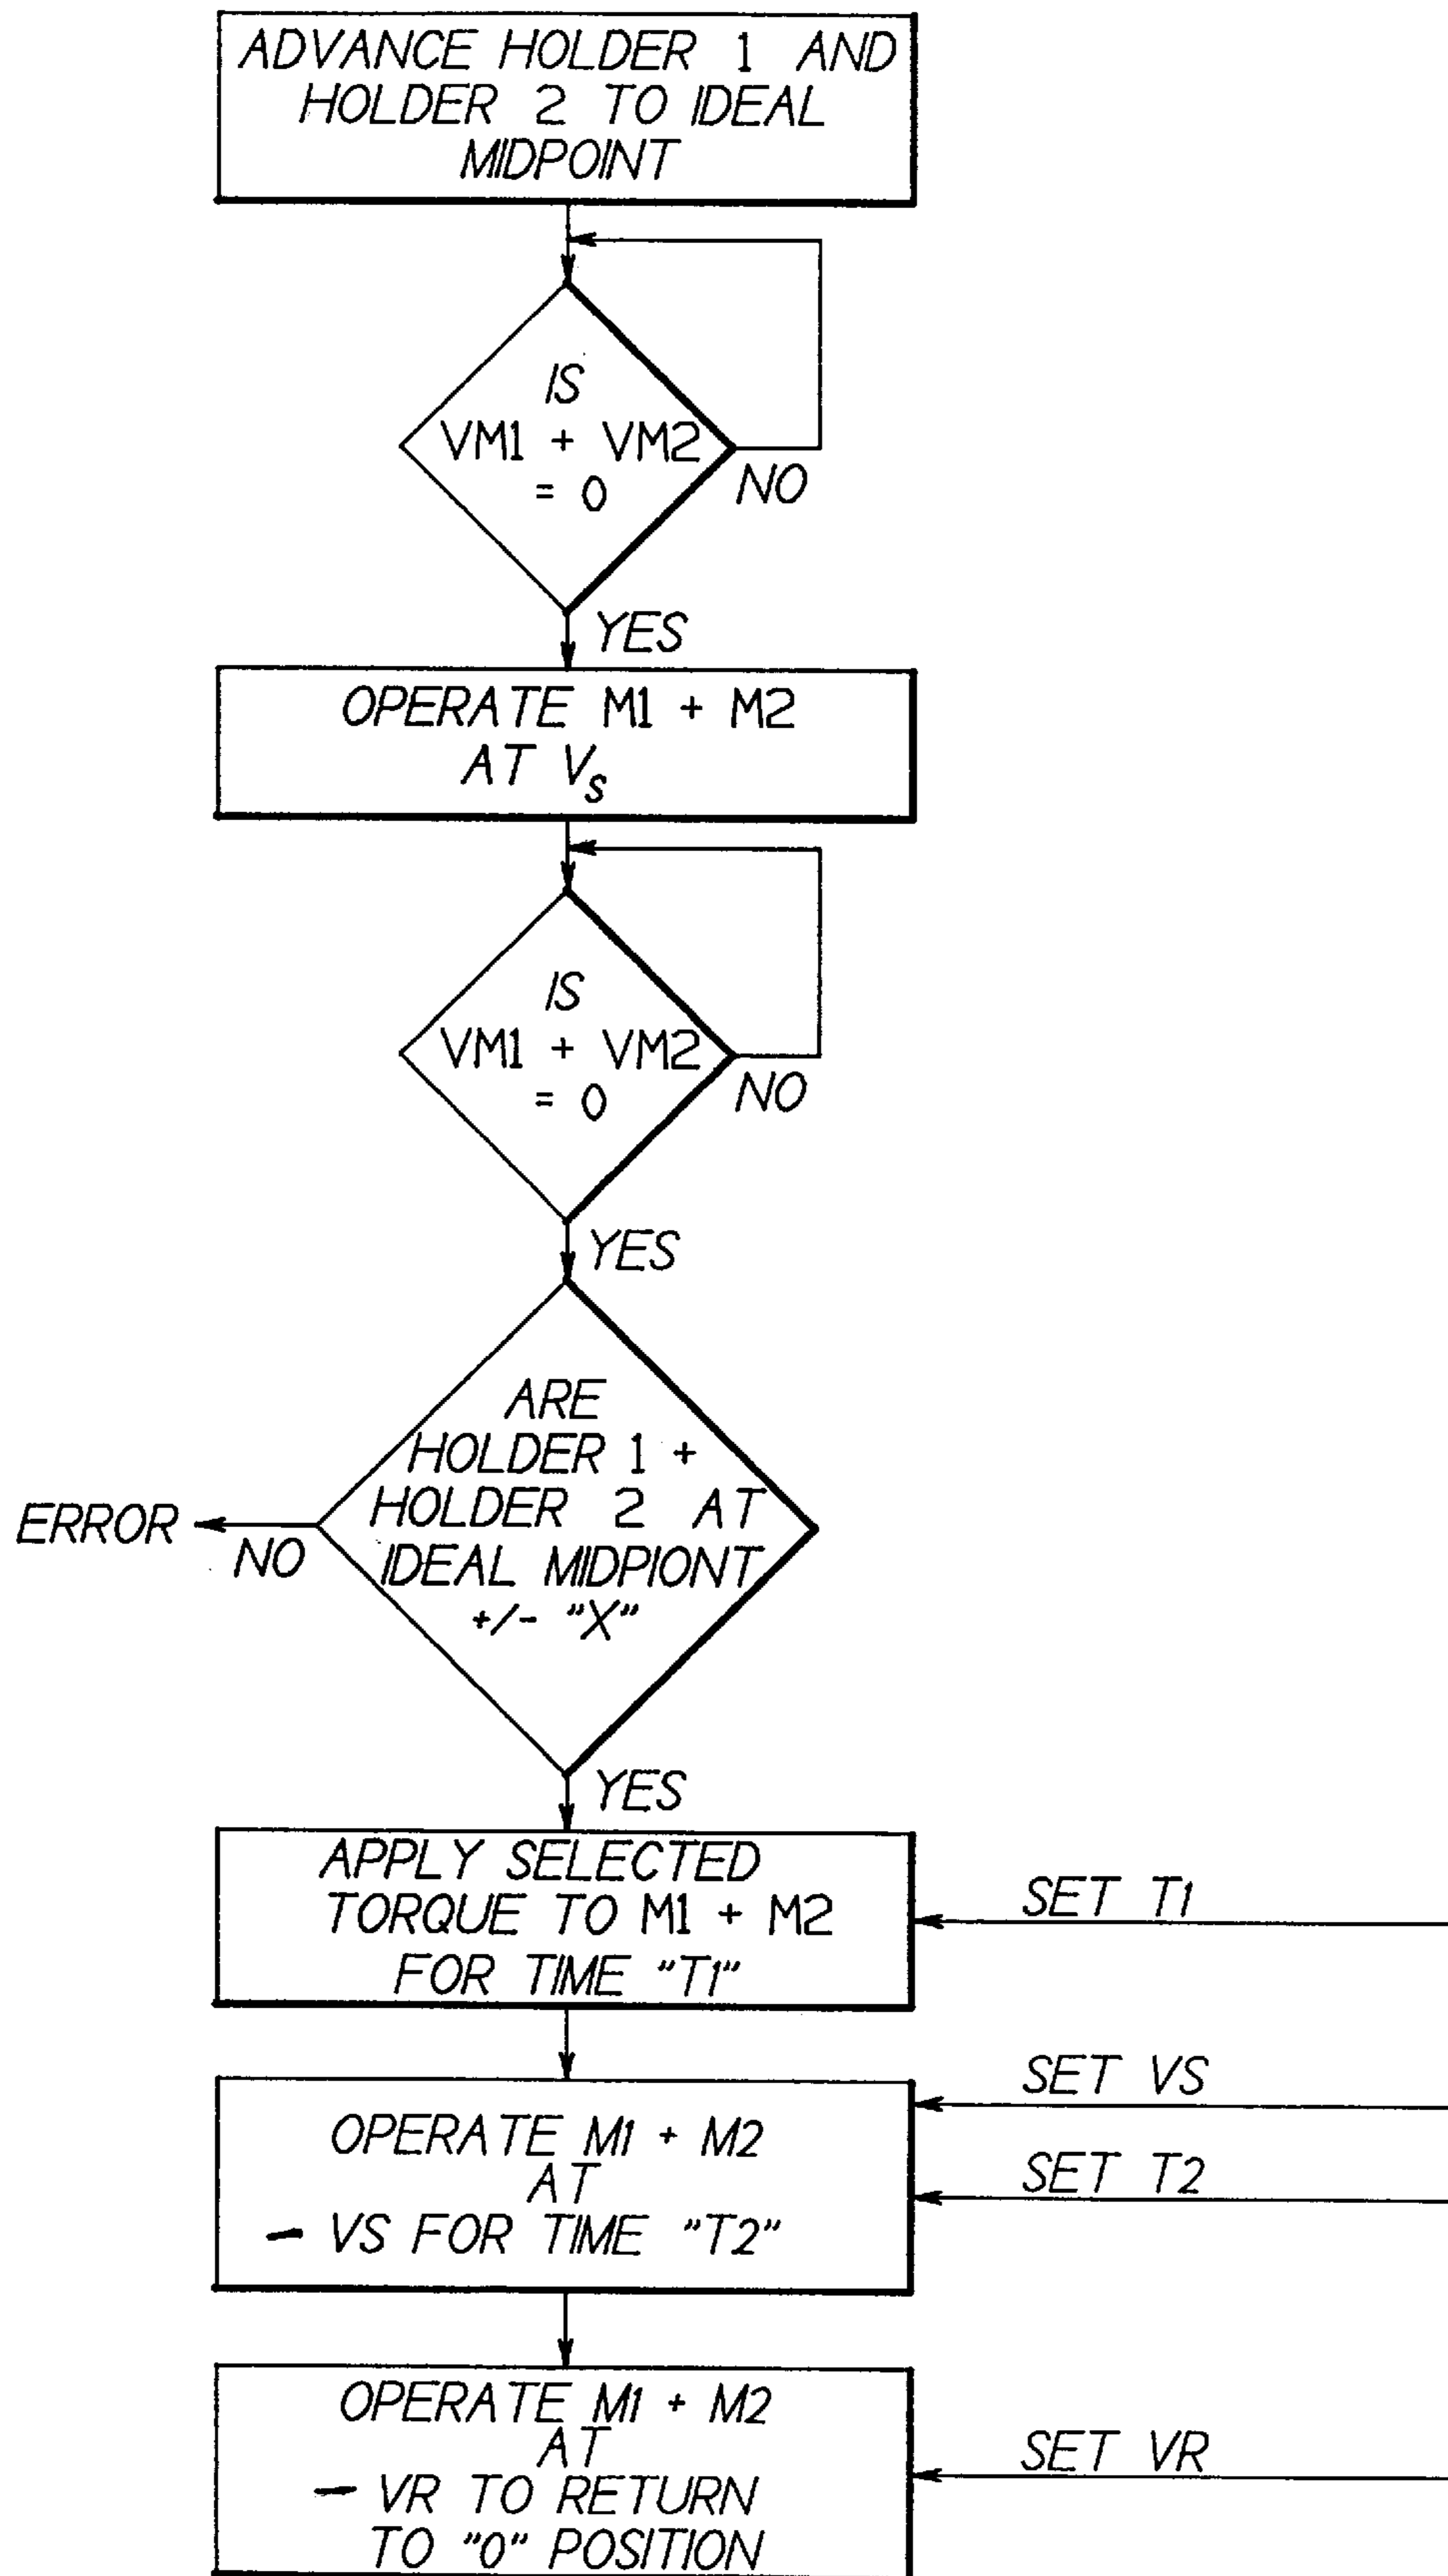 ADVANCE HOLDER 1 AND
HOLDER 2 TO IDEAL
MIDPOINT
IS
VM1 + VM2
= 0
NO
YES
OPERATE M1 + M2
AT Vs
IS
VM1 + VM2
= 0
NO
YES
ARE
HOLDER 1 +
HOLDER 2 AT
IDEAL MIDPIONT
+/- "X"
ERROR
NO
YES
APPLY SELECTED
TORQUE TO M1 + M2
FOR TIME "T1"
SET T1
OPERATE M1 + M2
AT
- VS FOR TIME "T2"
SET VS
SET T2
OPERATE M1 + M2
AT
- VR TO RETURN
TO "0" POSITION
SET VR